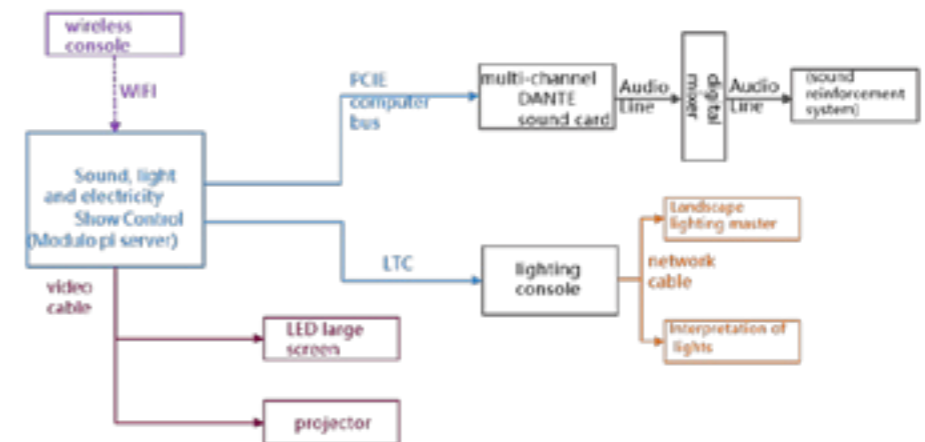 wireless
console
WIFI
PCIE
computer
bus
multi-channel
DANTE
sound card
Audio
Line
digital
mixer
Audio
Line
(sound
reinforcement
system)
Sound, light
and electricity
Show Control
(Modulo pi server)
LTC
lighting
console
Landscape
lighting master
network
cable
Interpretation of
lights
video
cable
LED large
screen
projector